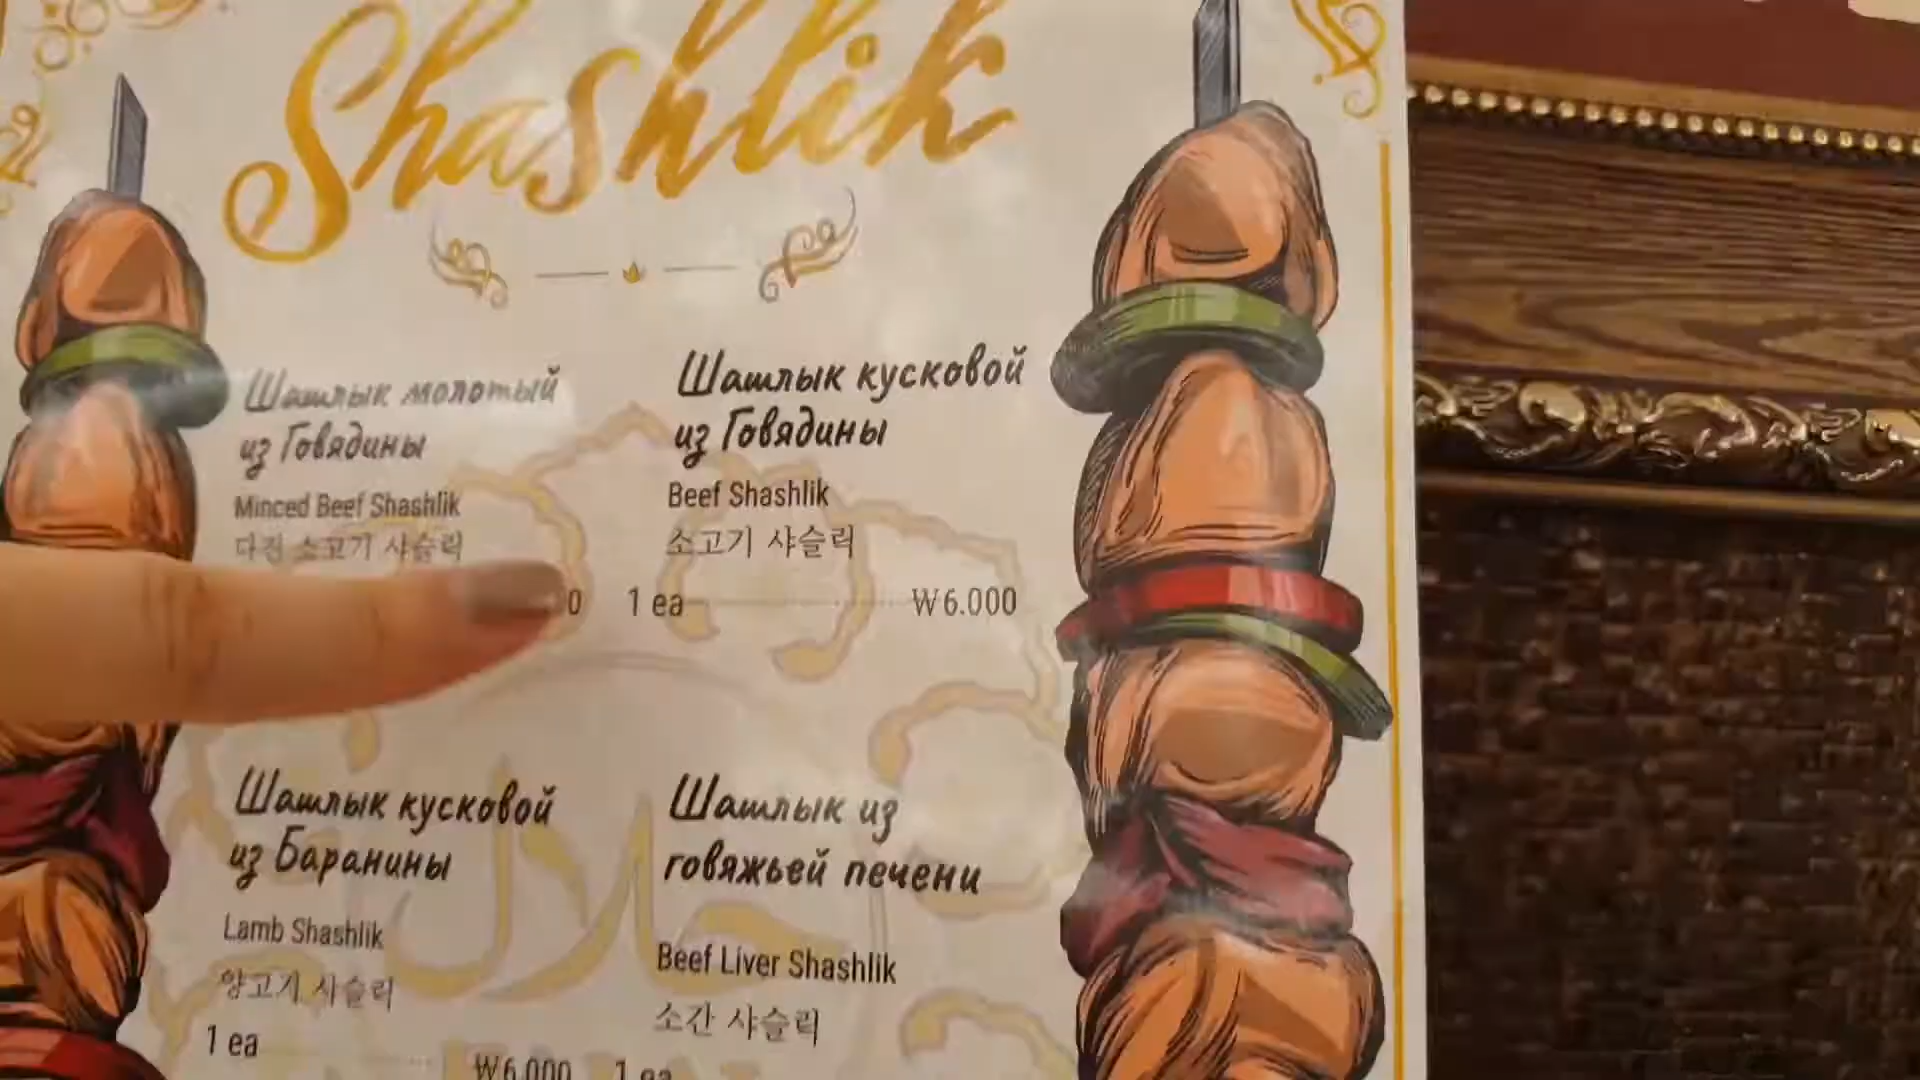 Shashlik
Шашлык молотый
из Говядины
Minced Beef Shashlik
다진 소고기 샤슬릭
Шашлык кусковой
из Говядины
Beef Shashlik
소고기 샤슬릭
1 ea ₩6.000
Шашлык кусковой
из Баранины
Lamb Shashlik
양고기 샤슬릭
1 ea ₩6.000
Шашлык из
говяжьей печени
Beef Liver Shashlik
소간 샤슬릭
1 ea
حلال